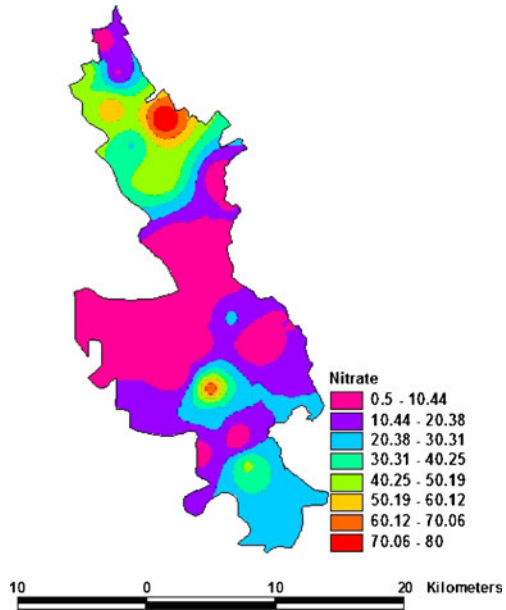 Nitrate
0.5 - 10.44
10.44 - 20.38
20.38 - 30.31
30.31 - 40.25
40.25 - 50.19
50.19 - 60.12
60.12 - 70.06
70.06 - 80
10 0 10 20 Kilometers